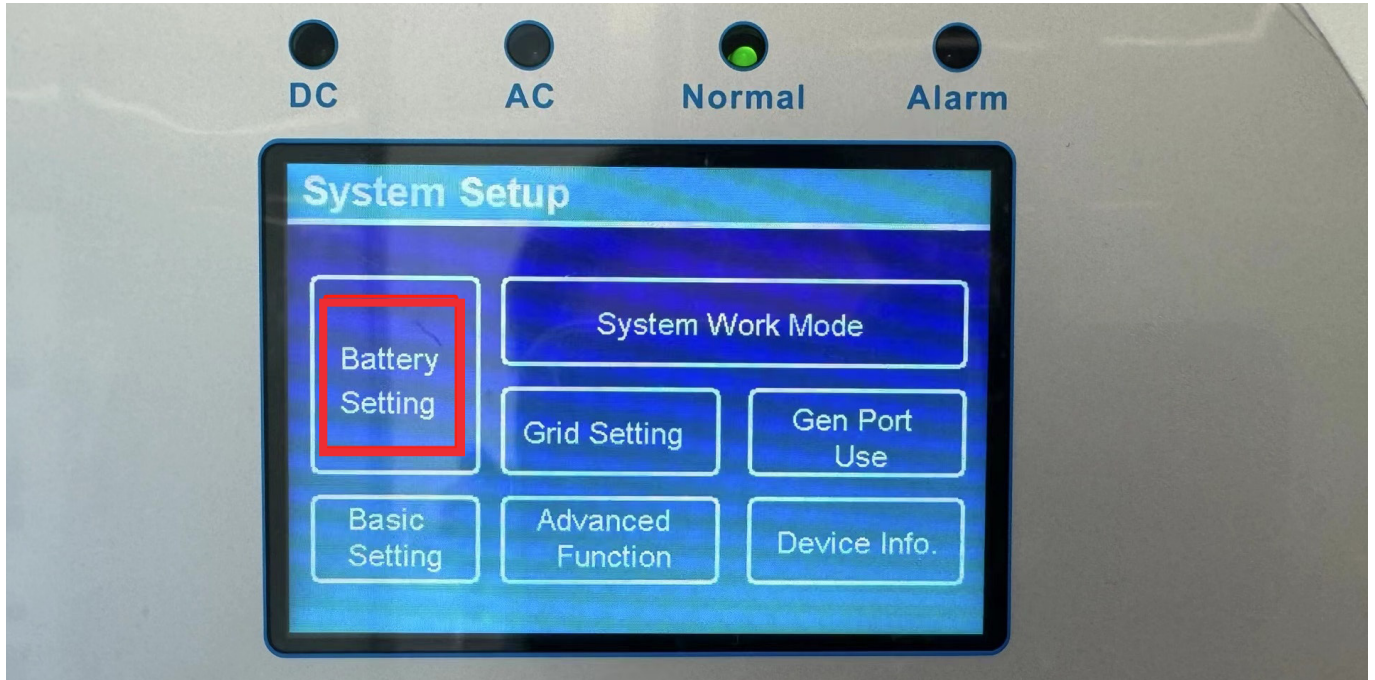 DC AC Normal Alarm
System Setup
Battery
Setting
System Work Mode
Grid Setting
Gen Port
Use
Basic
Setting
Advanced
Function
Device Info.